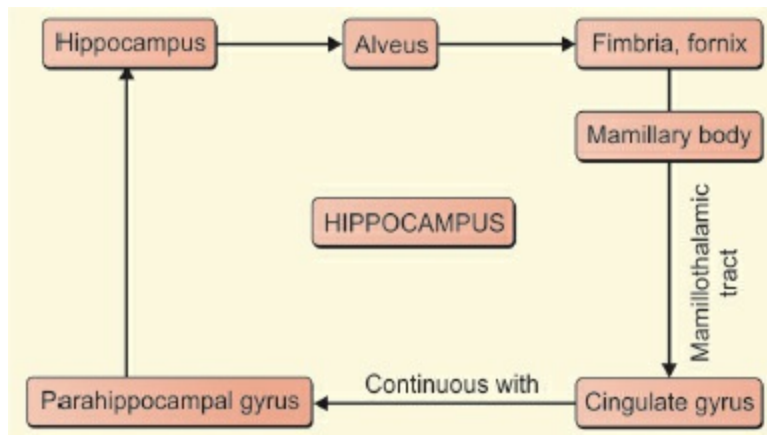 Hippocampus
Alveus
Fimbria, fornix
Mamillary body
HIPPOCAMPUS
Mamillothalamic
tract
Continuous with
Parahippocampal gyrus
Cingulate gyrus